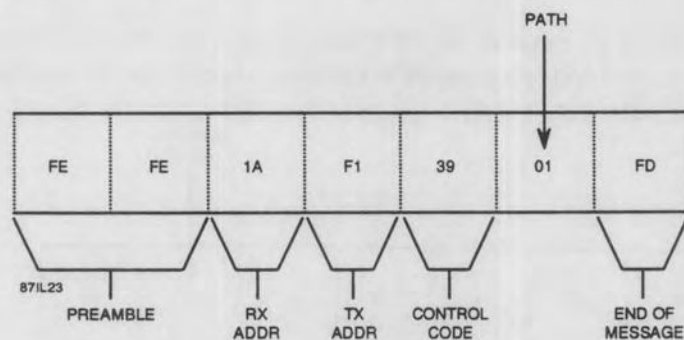 PATH
FE FE 1A F1 39 01 FD
871L23
PREAMBLE
RX
ADDR
TX
ADDR
CONTROL
CODE
END OF
MESSAGE